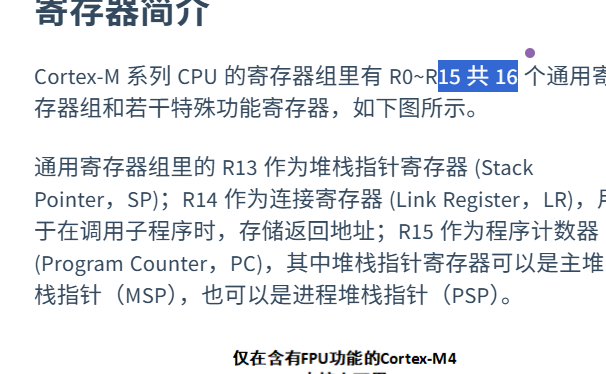 寄存器简介
Cortex-M 系列 CPU 的寄存器组里有 R0~R15 共 16 个通用寄
存器组和若干特殊功能寄存器，如下图所示。
通用寄存器组里的 R13 作为堆栈指针寄存器 (Stack
Pointer，SP)；R14 作为连接寄存器 (Link Register，LR)，用
于在调用子程序时，存储返回地址；R15 作为程序计数器
(Program Counter，PC)，其中堆栈指针寄存器可以是主堆
栈指针（MSP），也可以是进程堆栈指针（PSP）。
仅在含有FPU功能的Cortex-M4